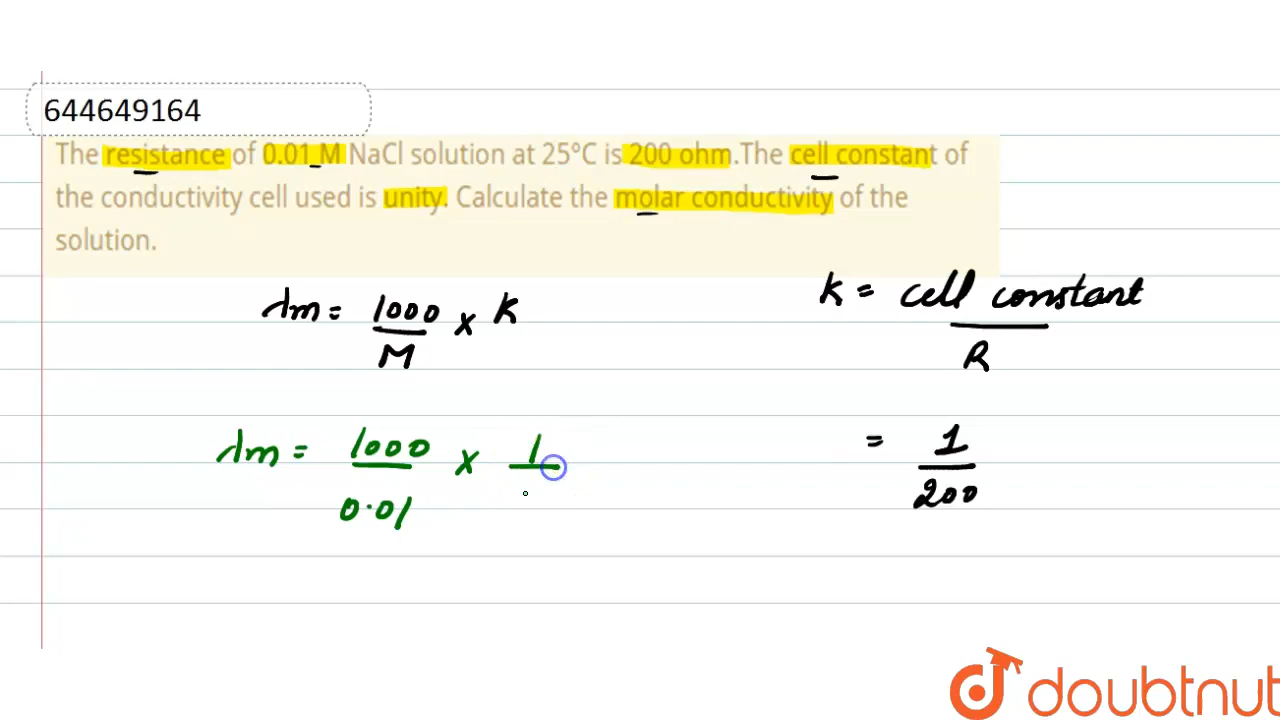 644649164
The resistance of 0.01 M NaCl solution at 25°C is 200 ohm.The cell constant of
the conductivity cell used is unity. Calculate the molar conductivity of the
solution.
λm = 1000/M × K
K = cell constant/R
λm = 1000/0.01 × 1/
= 1/200
doubtnut